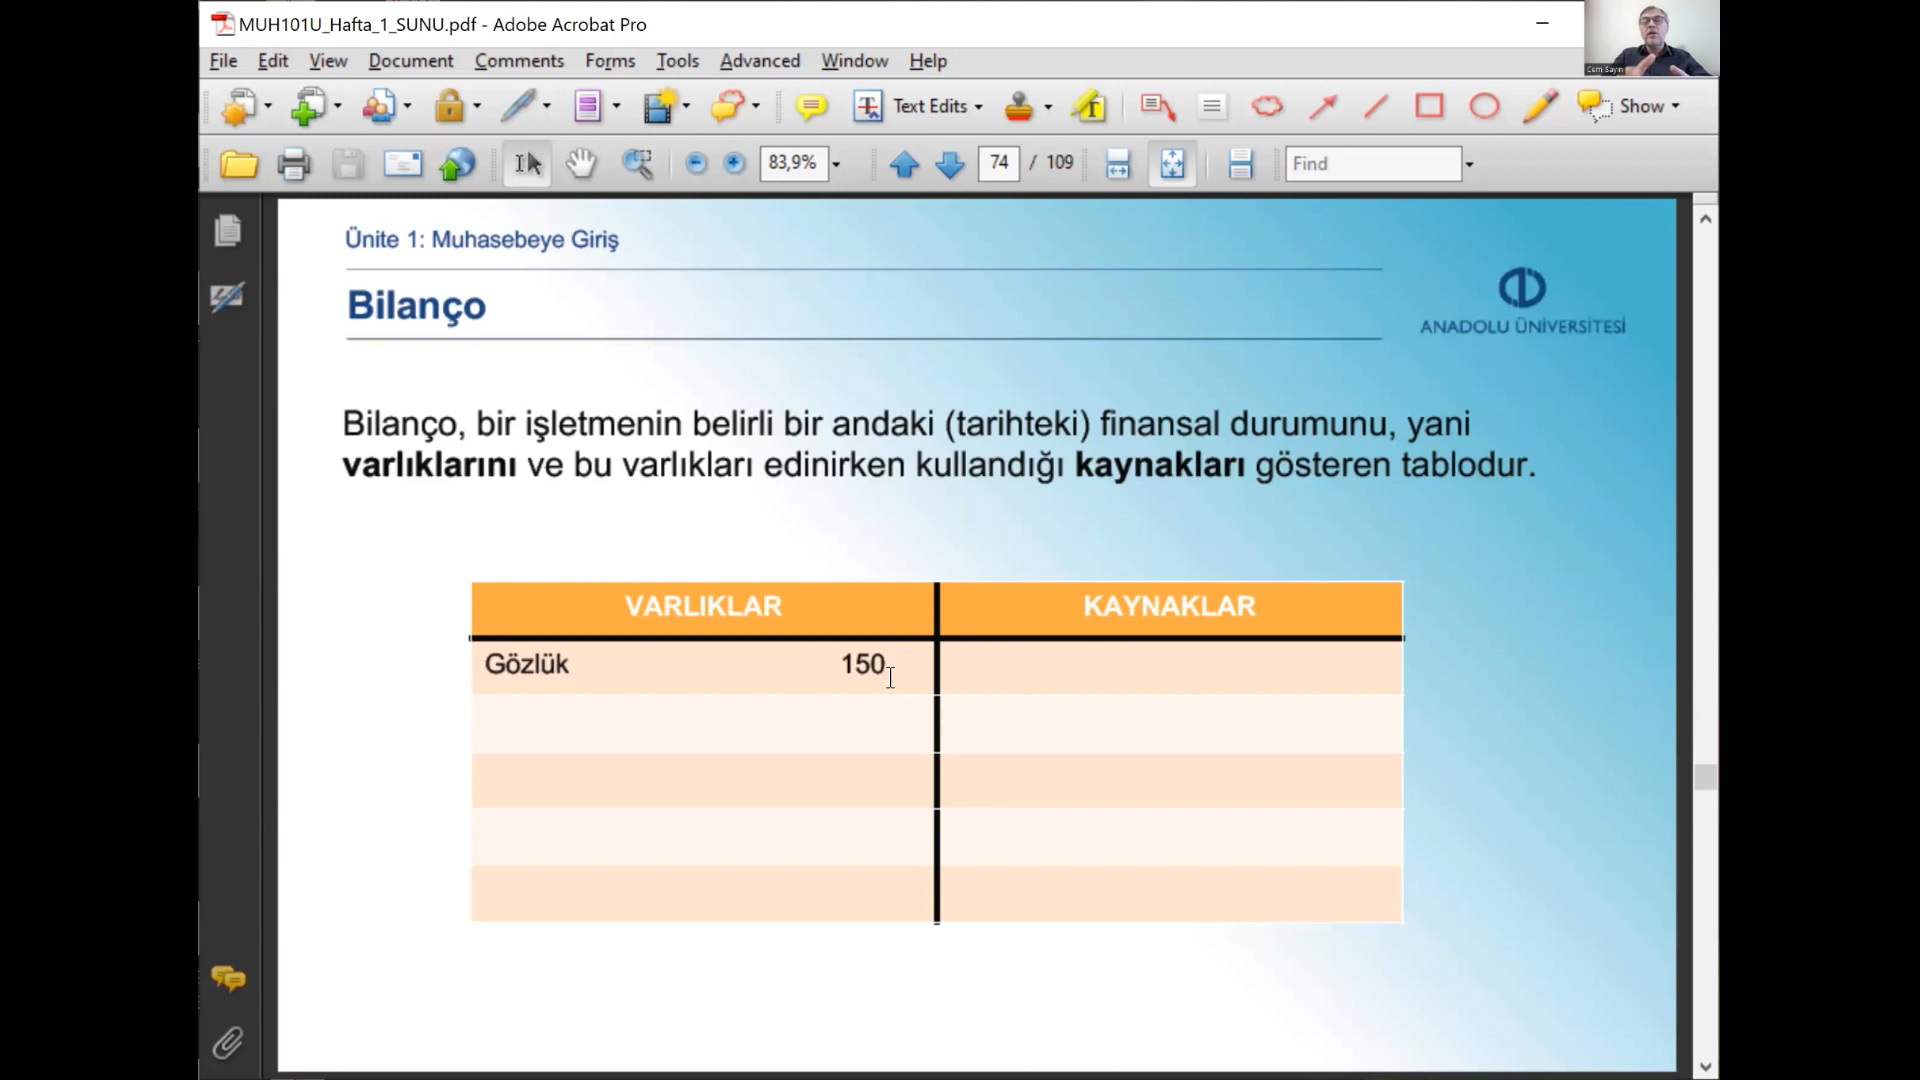 MUH101U_Hafta_1_SUNU.pdf - Adobe Acrobat Pro
File Edit View Document Comments Forms Tools Advanced Window Help
Text Edits
Show
83,9%
74 / 109
Find
Cem Sayın
Ünite 1: Muhasebeye Giriş
Bilanço
ANADOLU ÜNİVERSİTESİ
Bilanço, bir işletmenin belirli bir andaki (tarihteki) finansal durumunu, yani
varlıklarını ve bu varlıkları edinirken kullandığı kaynakları gösteren tablodur.
VARLIKLAR KAYNAKLAR
Gözlük 150